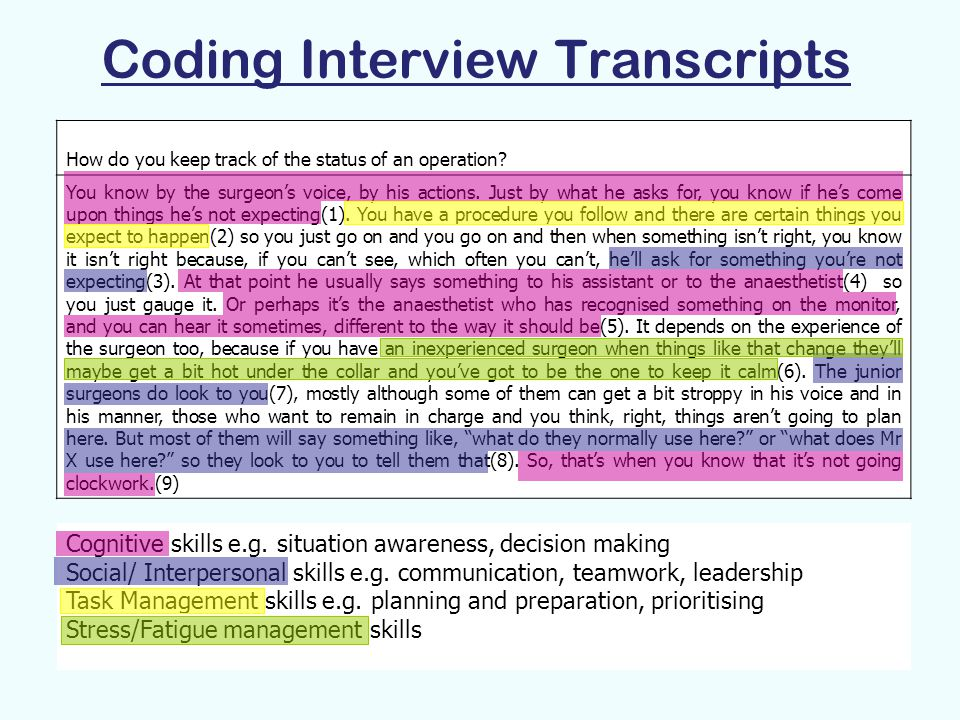 Coding Interview Transcripts
How do you keep track of the status of an operation?
You know by the surgeon’s voice, by his actions. Just by what he asks for, you know if he’s come
upon things he’s not expecting(1). You have a procedure you follow and there are certain things you
expect to happen(2) so you just go on and you go on and then when something isn’t right, you know
it isn’t right because, if you can’t see, which often you can’t, he’ll ask for something you’re not
expecting(3). At that point he usually says something to his assistant or to the anaesthetist(4) so
you just gauge it. Or perhaps it’s the anaesthetist who has recognised something on the monitor,
and you can hear it sometimes, different to the way it should be(5). It depends on the experience of
the surgeon too, because if you have an inexperienced surgeon when things like that change they’ll
maybe get a bit hot under the collar and you’ve got to be the one to keep it calm(6). The junior
surgeons do look to you(7), mostly although some of them can get a bit stroppy in his voice and in
his manner, those who want to remain in charge and you think, right, things aren’t going to plan
here. But most of them will say something like, “what do they normally use here?” or “what does Mr
X use here?” so they look to you to tell them that(8). So, that’s when you know that it’s not going
clockwork.(9)
Cognitive skills e.g. situation awareness, decision making
Social/ Interpersonal skills e.g. communication, teamwork, leadership
Task Management skills e.g. planning and preparation, prioritising
Stress/Fatigue management skills